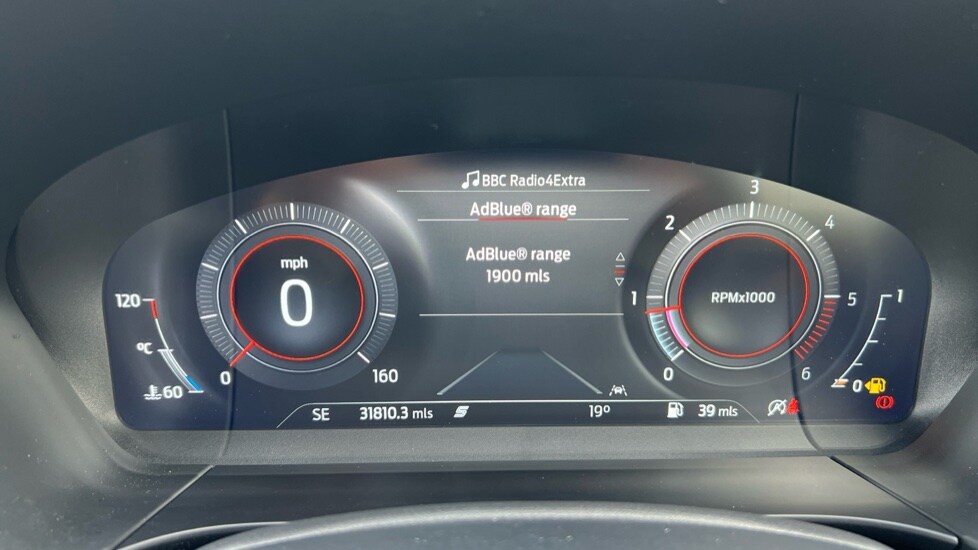 BBC Radio4Extra
AdBlue® range
AdBlue® range
1900 mls
mph
0
0
160
120
°C
60
RPMx1000
0
1
2
3
4
5
6
1
0
SE
31810.3 mls
19°
39 mls